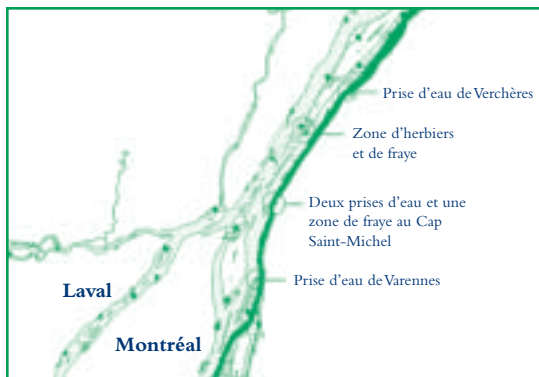 Prise d'eau de Verchères
Zone d'herbiers
et de fraye
Deux prises d'eau et une
zone de fraye au Cap
Saint-Michel
Prise d'eau de Varennes
Laval
Montréal